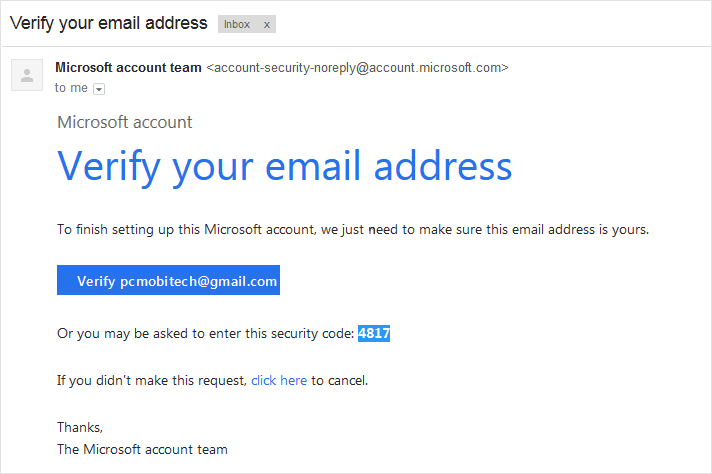 Verify your email address Inbox x
Microsoft account team <account-security-noreply@account.microsoft.com>
to me
Microsoft account
Verify your email address
To finish setting up this Microsoft account, we just need to make sure this email address is yours.
Verify pcmobitech@gmail.com
Or you may be asked to enter this security code: 4817
If you didn't make this request, click here to cancel.
Thanks,
The Microsoft account team